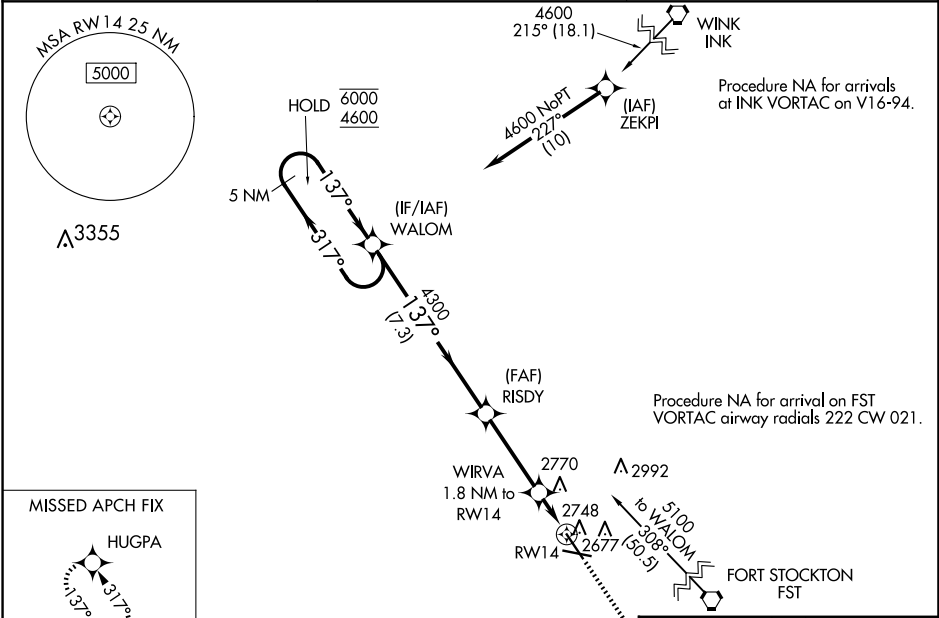 MSA RW14 25 NM
5000
3355
4600
215° (18.1)
WINK
INK
Procedure NA for arrivals
at INK VORTAC on V16-94.
(IAF)
ZEKPI
4600 NoPT
227°
(10)
HOLD
6000
4600
5 NM
137°
317°
(IF/IAF)
WALOM
4300
137°
(7.3)
(FAF)
RISDY
Procedure NA for arrival on FST
VORTAC airway radials 222 CW 021.
WIRVA
1.8 NM to
RW14
2770
2992
2748
2677
RW14
5100
to WALOM
308°
(50.5)
FORT STOCKTON
FST
MISSED APCH FIX
HUGPA
137°
317°